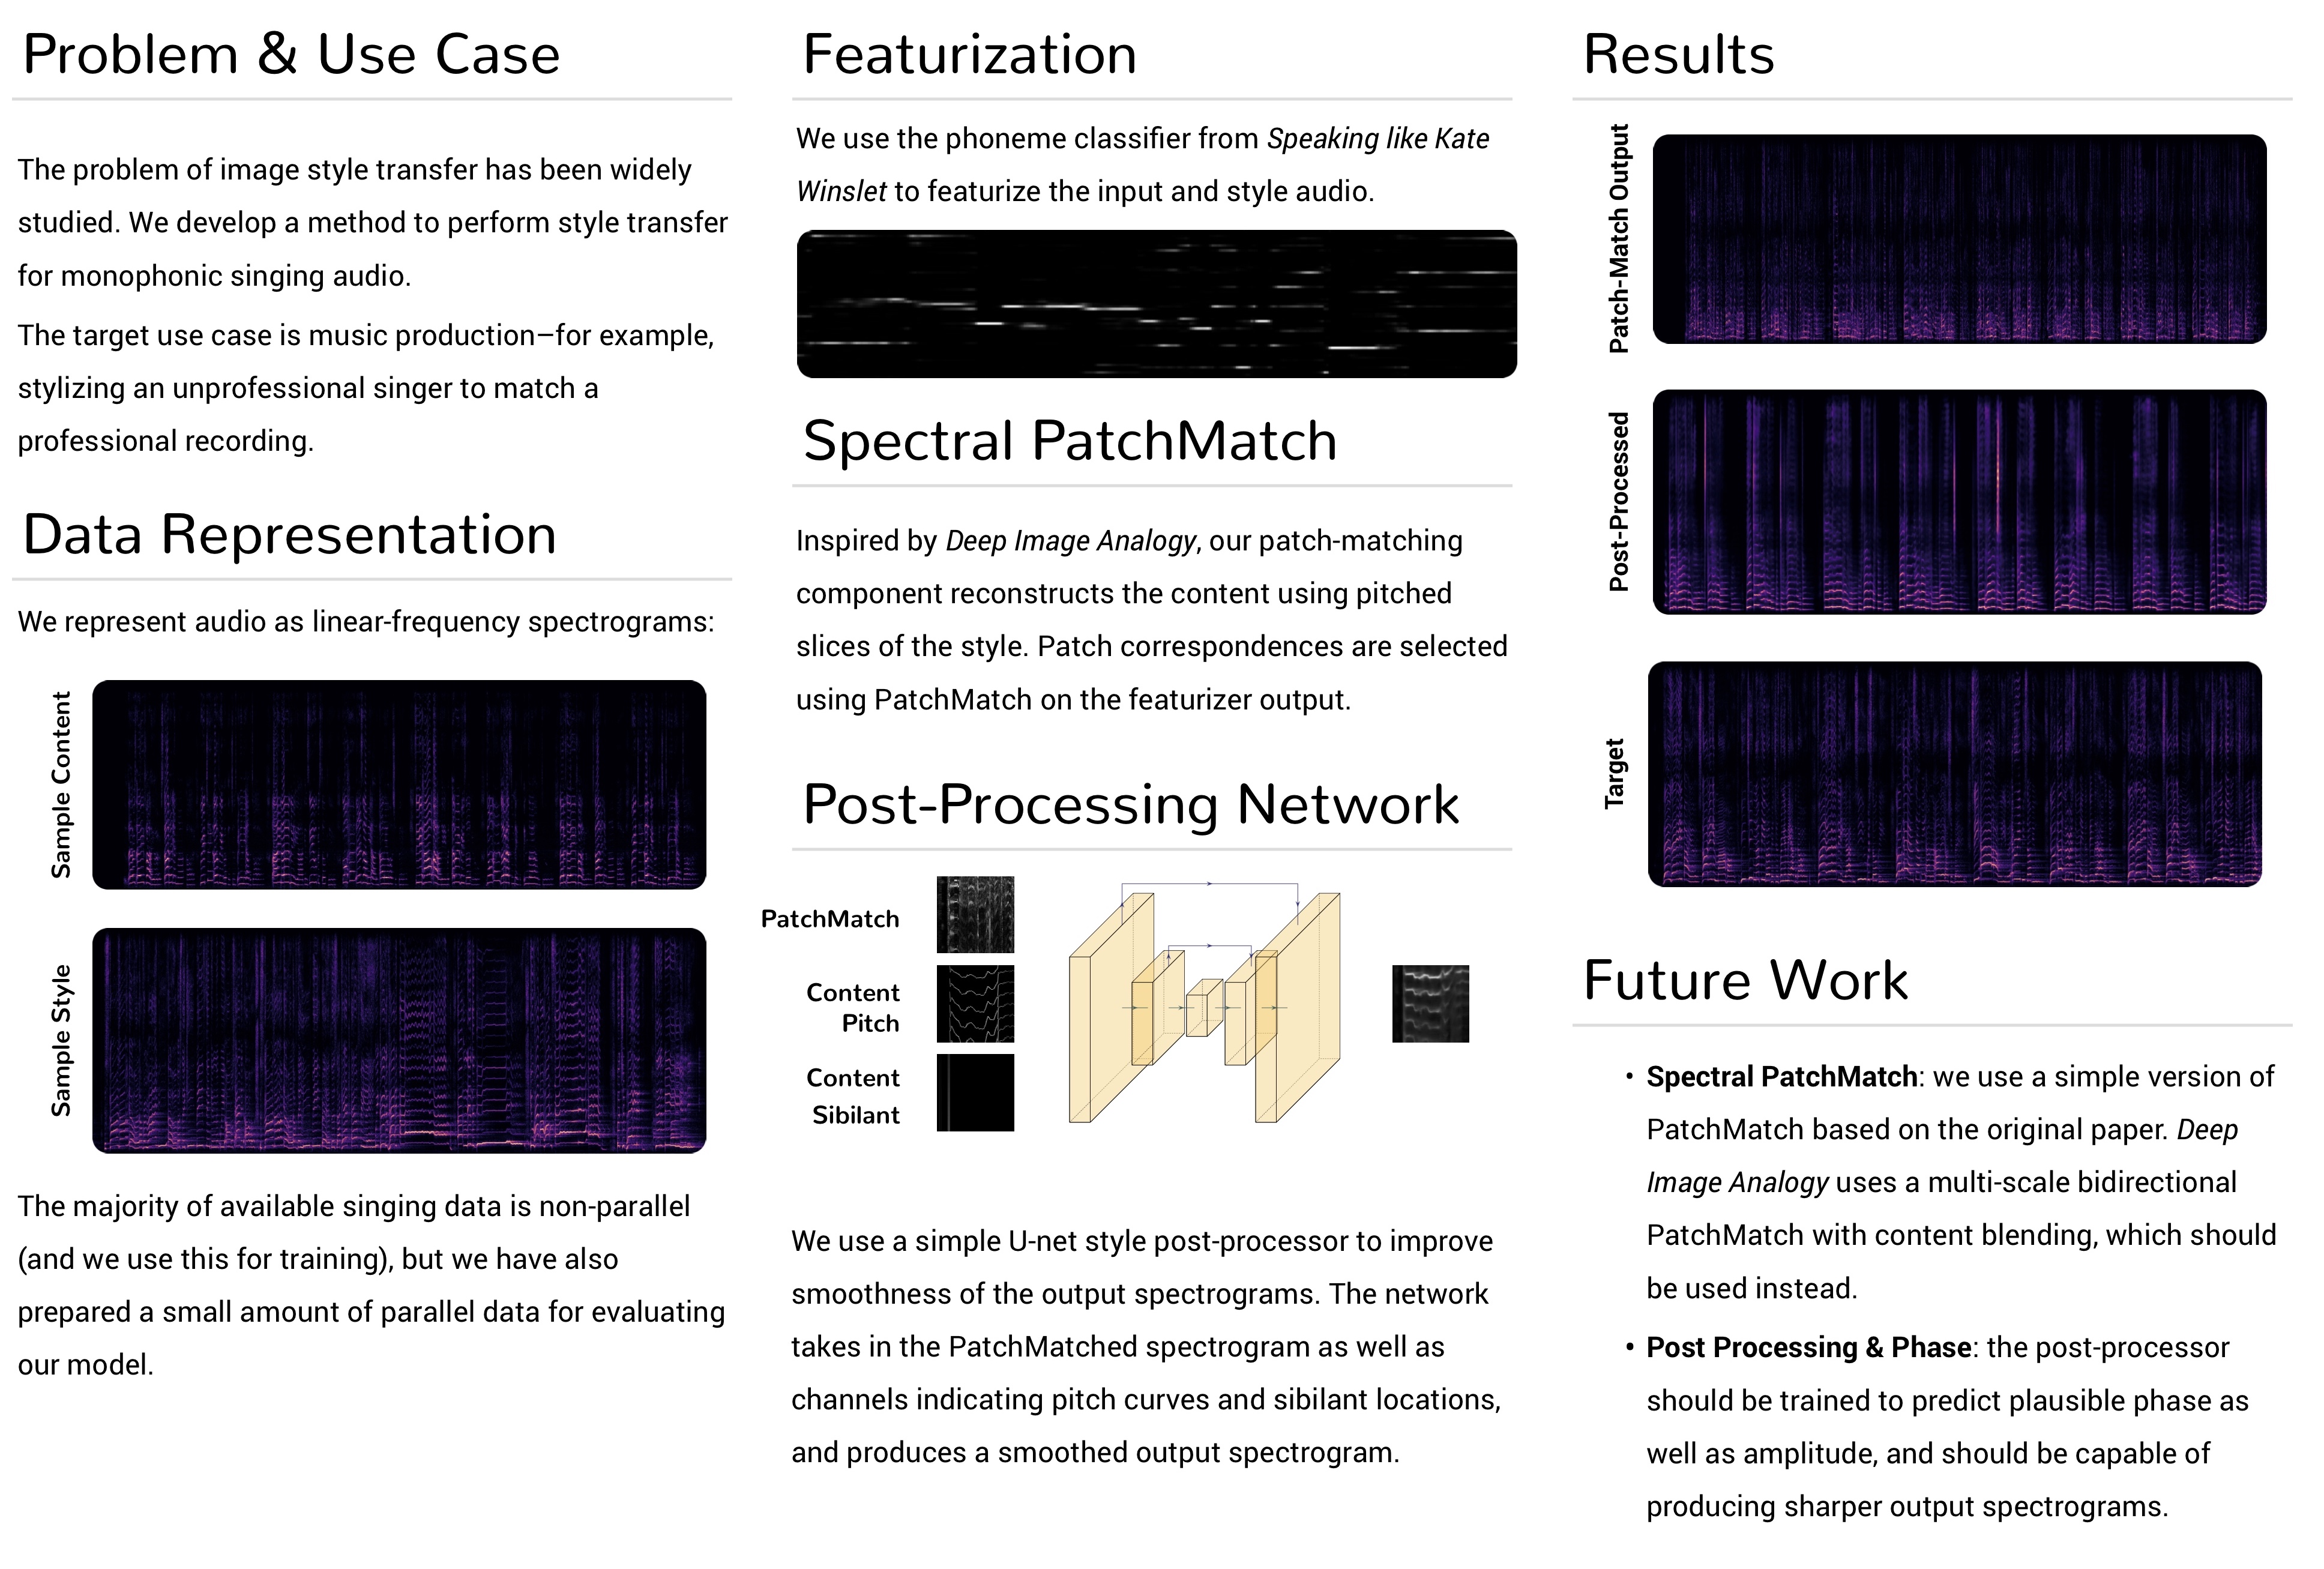 Problem & Use Case
The problem of image style transfer has been widely
studied. We develop a method to perform style transfer
for monophonic singing audio.
The target use case is music production–for example,
stylizing an unprofessional singer to match a
professional recording.
Data Representation
We represent audio as linear-frequency spectrograms:
Sample Content
Sample Style
The majority of available singing data is non-parallel
(and we use this for training), but we have also
prepared a small amount of parallel data for evaluating
our model.
Featurization
We use the phoneme classifier from Speaking like Kate
Winslet to featurize the input and style audio.
Spectral PatchMatch
Inspired by Deep Image Analogy, our patch-matching
component reconstructs the content using pitched
slices of the style. Patch correspondences are selected
using PatchMatch on the featurizer output.
Post-Processing Network
PatchMatch
Content
Pitch
Content
Sibilant
We use a simple U-net style post-processor to improve
smoothness of the output spectrograms. The network
takes in the PatchMatched spectrogram as well as
channels indicating pitch curves and sibilant locations,
and produces a smoothed output spectrogram.
Results
Patch-Match Output
Post-Processed
Target
Future Work
• Spectral PatchMatch: we use a simple version of
PatchMatch based on the original paper. Deep
Image Analogy uses a multi-scale bidirectional
PatchMatch with content blending, which should
be used instead.
• Post Processing & Phase: the post-processor
should be trained to predict plausible phase as
well as amplitude, and should be capable of
producing sharper output spectrograms.